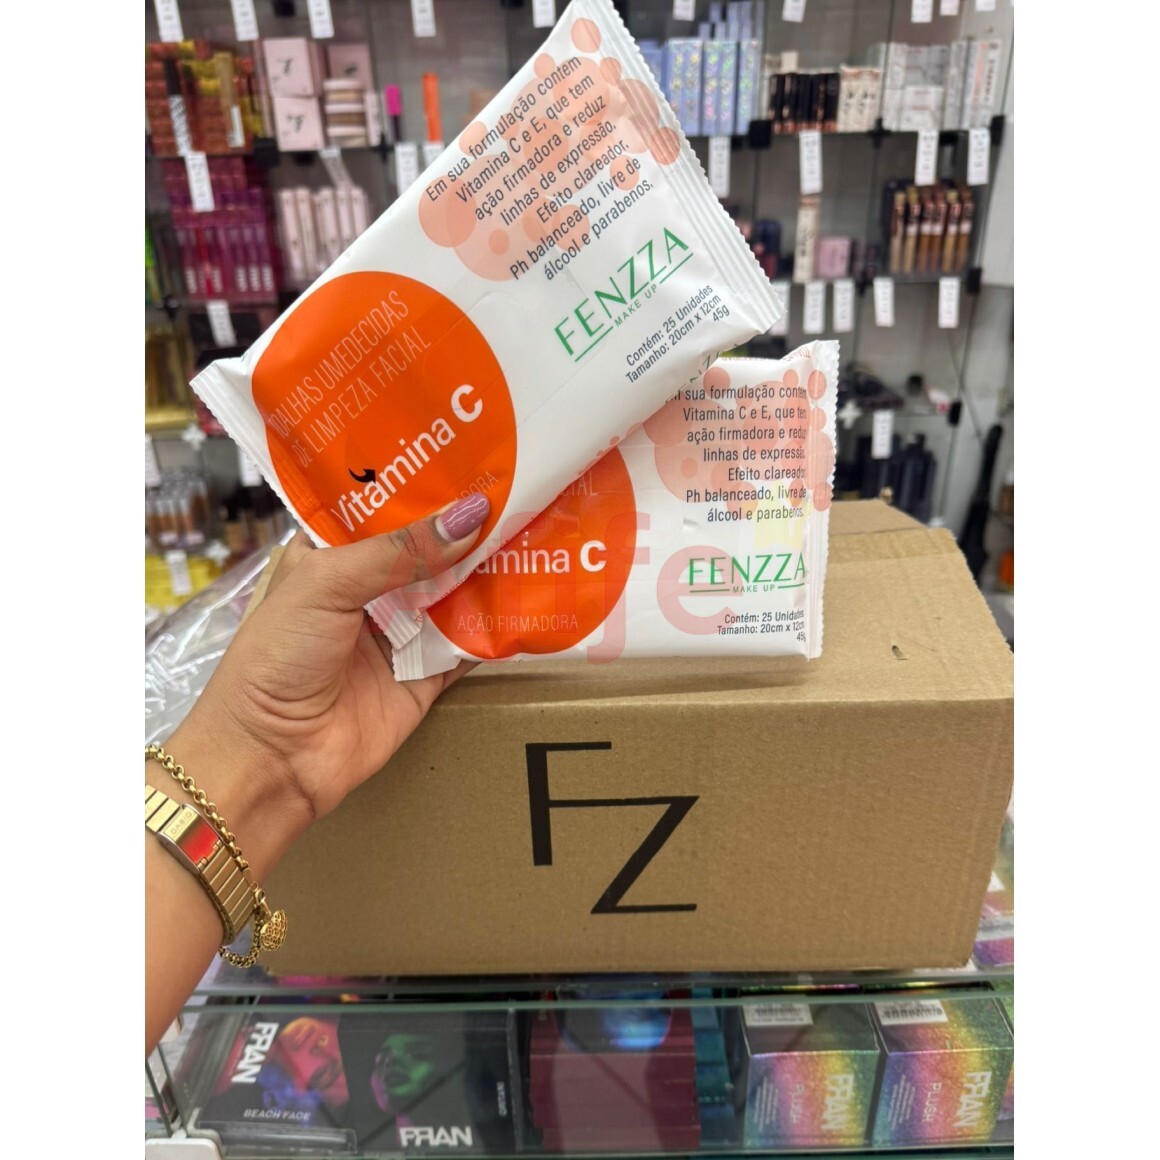 Em sua formulação contem
Vitamina C e E, que tem
ação firmadora e reduz
linhas de expressão.
Efeito clareador.
Ph balanceado, livre de
álcool e parabenos.
FENZZA
MAKE UP
Contém: 25 Unidades
Tamanho: 20cm x 12cm
45g
UMEDECIDAS
DE LIMPEZA FACIAL
Vitamina C
sua formulação contem
Vitamina C e E, que tem
ação firmadora e reduz
linhas de expressão.
Efeito clareador
Ph balanceado, livre de
álcool e parabenos.
FENZZA
MAKE UP
Contém: 25 Unidades
Tamanho: 20cm x 12cm
45g
amina C
AÇÃO FIRMADORA
FZ
CASIO
FRAN
BEACH FACE
FRAN
PLUSH
FRAN
PLUSH
FRAN